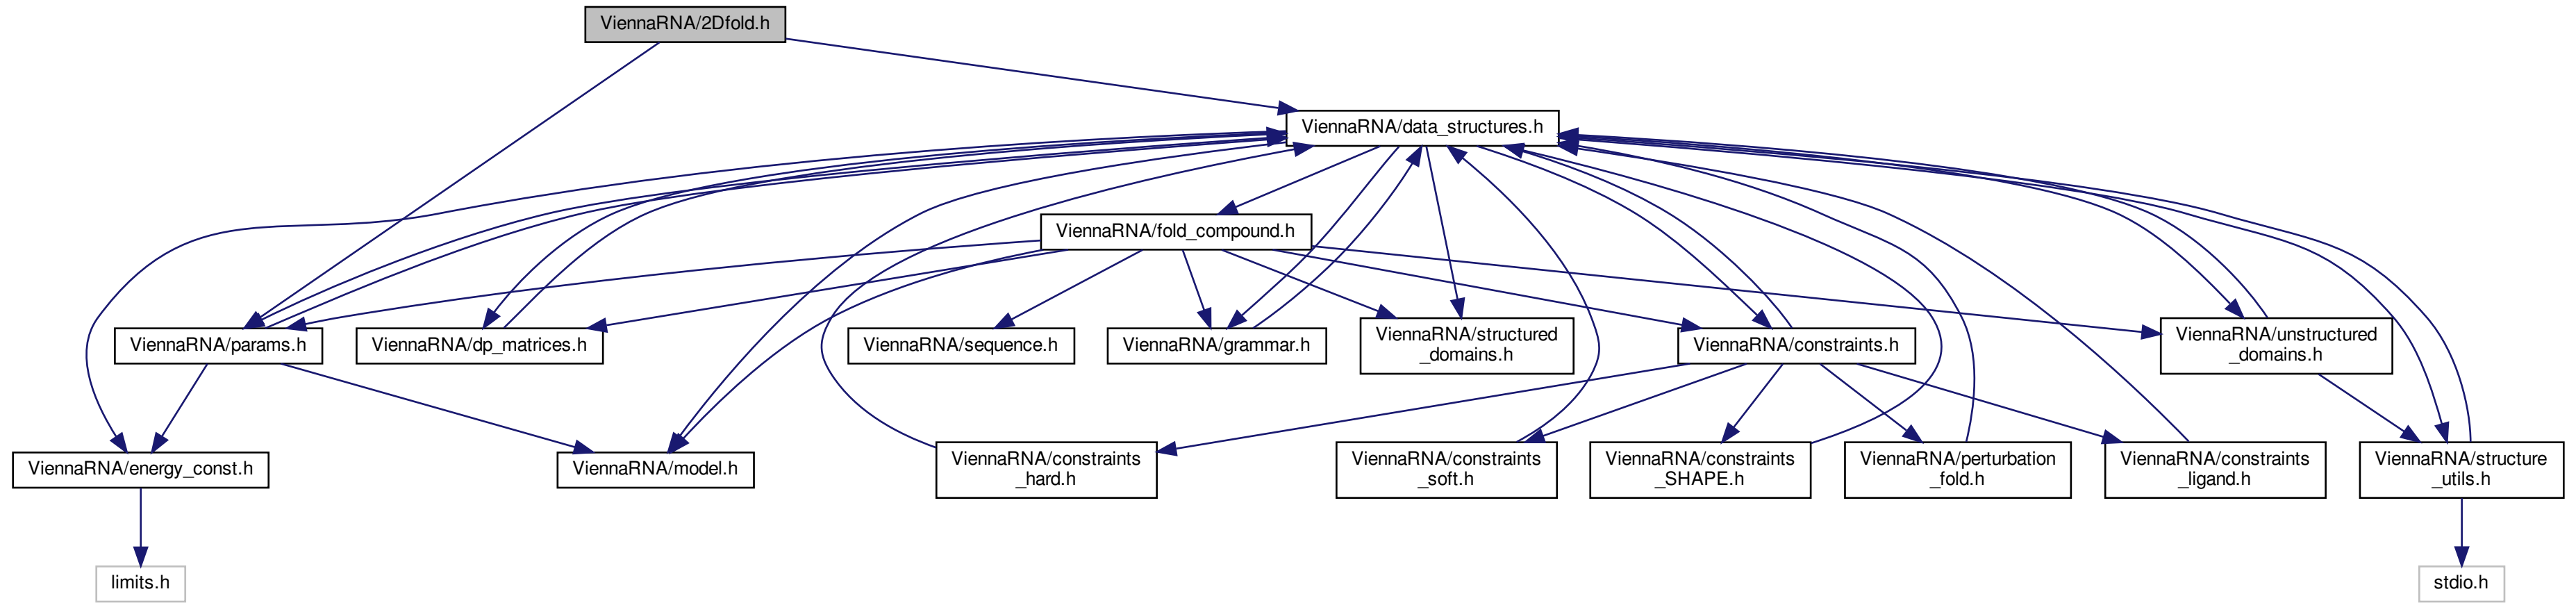 ViennaRNA/2Dfold.h
ViennaRNA/data_structures.h
ViennaRNA/fold_compound.h
ViennaRNA/params.h
ViennaRNA/dp_matrices.h
ViennaRNA/sequence.h
ViennaRNA/grammar.h
ViennaRNA/structured
_domains.h
ViennaRNA/constraints.h
ViennaRNA/unstructured
_domains.h
ViennaRNA/energy_const.h
ViennaRNA/model.h
ViennaRNA/constraints
_hard.h
ViennaRNA/constraints
_soft.h
ViennaRNA/constraints
_SHAPE.h
ViennaRNA/perturbation
_fold.h
ViennaRNA/constraints
_ligand.h
ViennaRNA/structure
_utils.h
limits.h
stdio.h